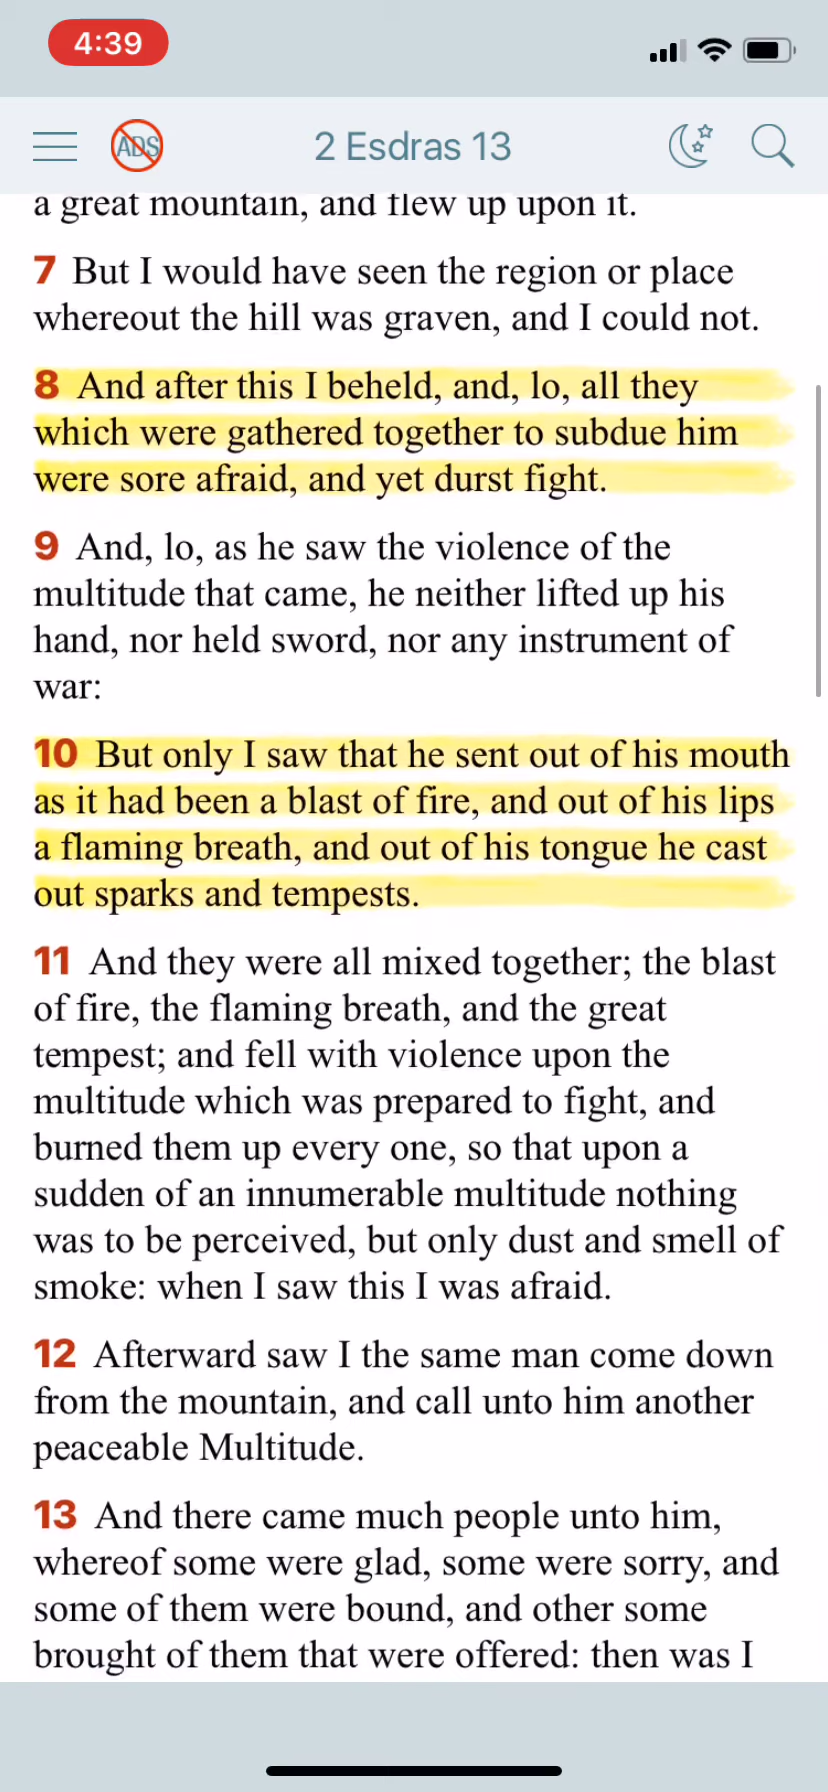 4:39
ADS
2 Esdras 13
a great mountain, and flew up upon it.
7 But I would have seen the region or place
whereout the hill was graven, and I could not.
8 And after this I beheld, and, lo, all they
which were gathered together to subdue him
were sore afraid, and yet durst fight.
9 And, lo, as he saw the violence of the
multitude that came, he neither lifted up his
hand, nor held sword, nor any instrument of
war:
10 But only I saw that he sent out of his mouth
as it had been a blast of fire, and out of his lips
a flaming breath, and out of his tongue he cast
out sparks and tempests.
11 And they were all mixed together; the blast
of fire, the flaming breath, and the great
tempest; and fell with violence upon the
multitude which was prepared to fight, and
burned them up every one, so that upon a
sudden of an innumerable multitude nothing
was to be perceived, but only dust and smell of
smoke: when I saw this I was afraid.
12 Afterward saw I the same man come down
from the mountain, and call unto him another
peaceable Multitude.
13 And there came much people unto him,
whereof some were glad, some were sorry, and
some of them were bound, and other some
brought of them that were offered: then was I